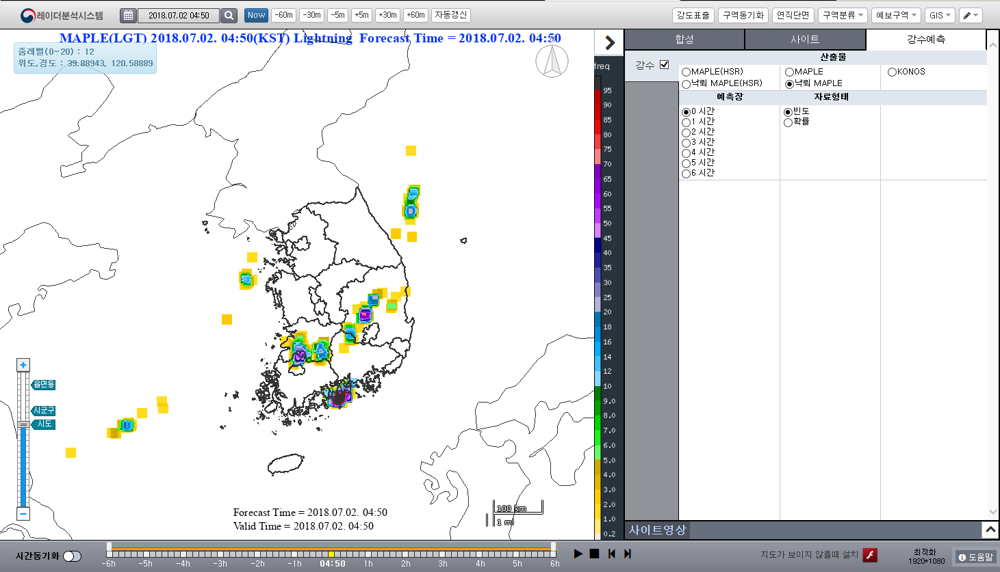 레이더분석시스템
2018.07.02 04:50
Now
-60m
-30m
-5m
+5m
+30m
+60m
자동갱신
강도표출
구역동기화
연직단면
구역분류
예보구역
GIS
MAPLE(LGT) 2018.07.02. 04:50(KST) Lightning Forecast Time = 2018.07.02. 04:50
줌레벨(0~20) : 12
위도,경도 : 39.88943, 120.58889
N
freq
95
90
85
80
75
70
65
60
55
50
45
40
35
30
25
20
18
16
14
12
10
9.0
8.0
7.0
6.0
5.0
4.0
3.0
2.0
1.0
0.2
합성
사이트
강수예측
강수
산출물
MAPLE(HSR)
MAPLE
KONOS
낙뢰 MAPLE(HSR)
낙뢰 MAPLE
예측장
자료형태
0 시간
빈도
1 시간
확률
2 시간
3 시간
4 시간
5 시간
6 시간
+
읍면동
시군구
시도
−
100 km
1 mi
Forecast Time = 2018.07.02. 04:50
Valid Time = 2018.07.02. 04:50
사이트영상
시간동기화
-6h
-5h
-4h
-3h
-2h
-1h
04:50
1h
2h
3h
4h
5h
6h
지도가 보이지 않을때 설치
최적화
1920*1080
도움말